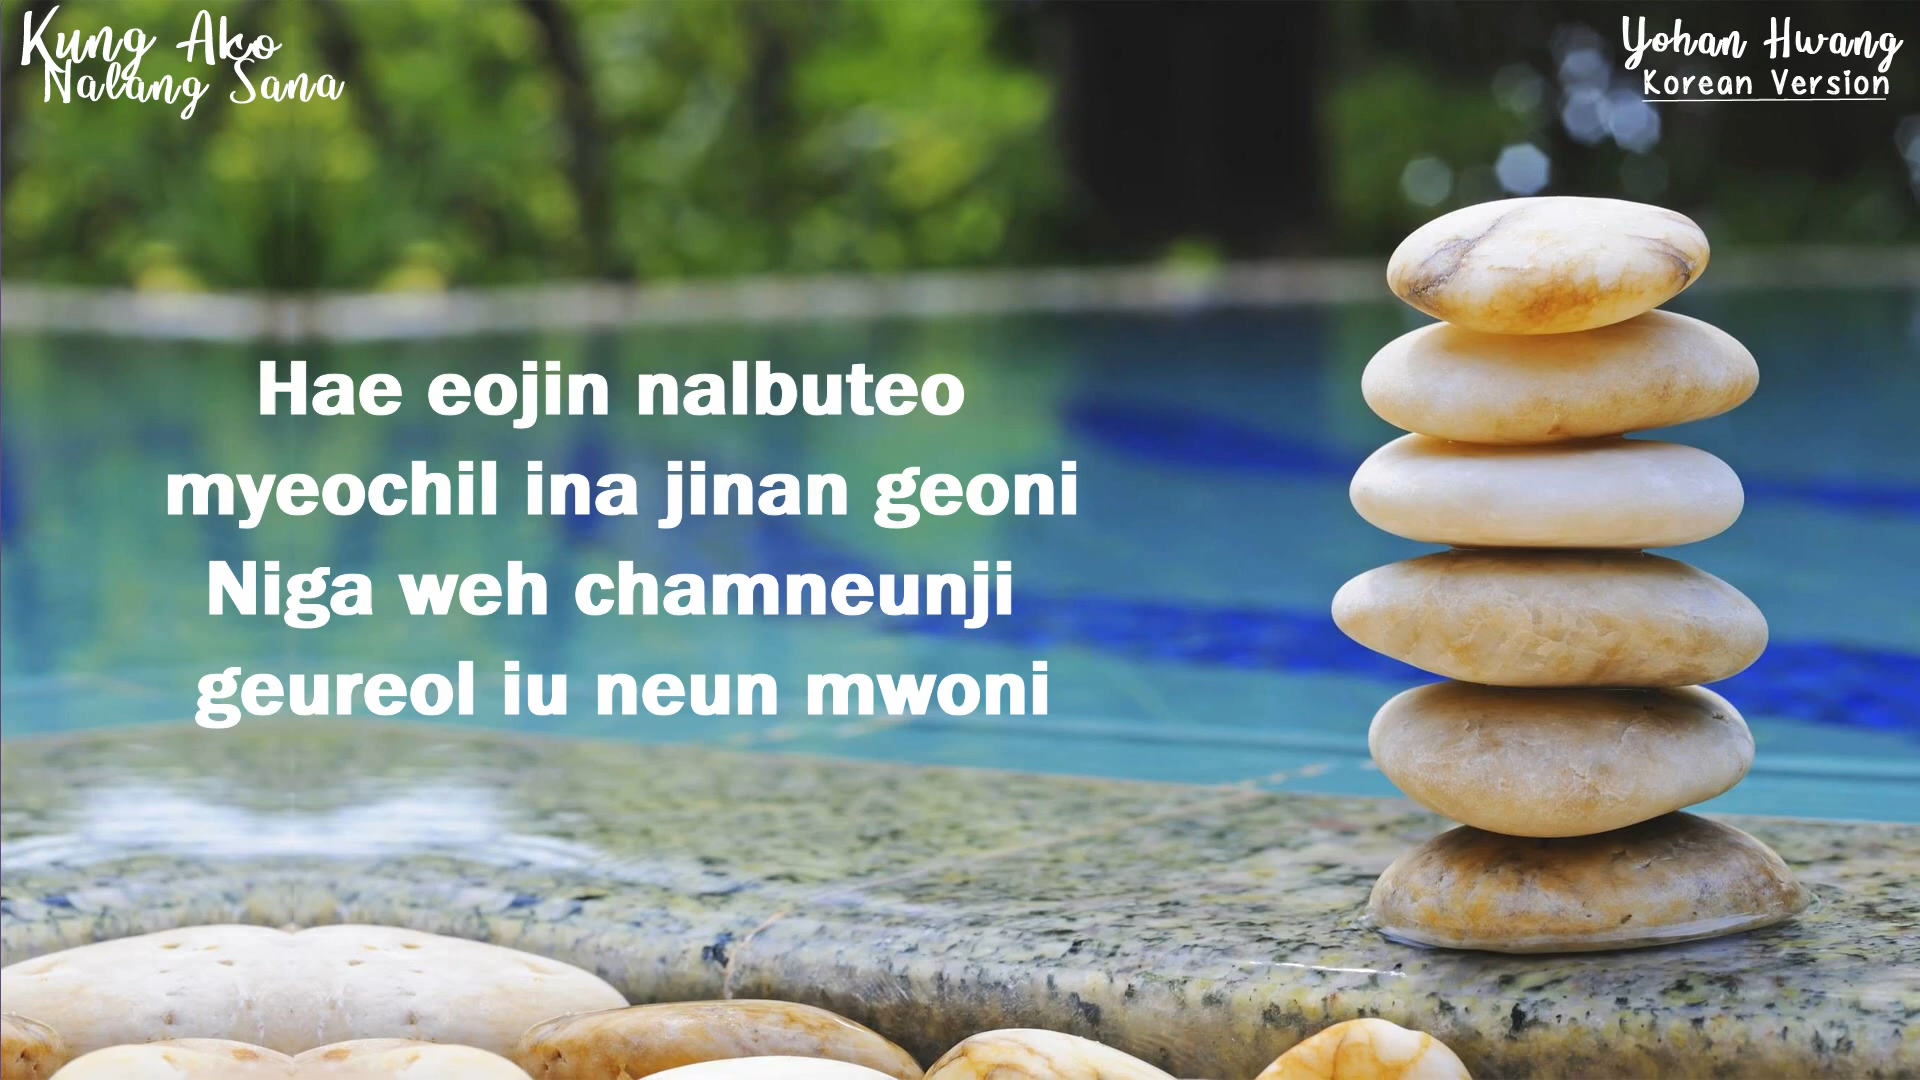 Kung Ako
Nalang Sana
Yohan Hwang
Korean Version
Hae eojin nalbuteo
myeochil ina jinan geoni
Niga weh chamneunji
geureol iu neun mwoni